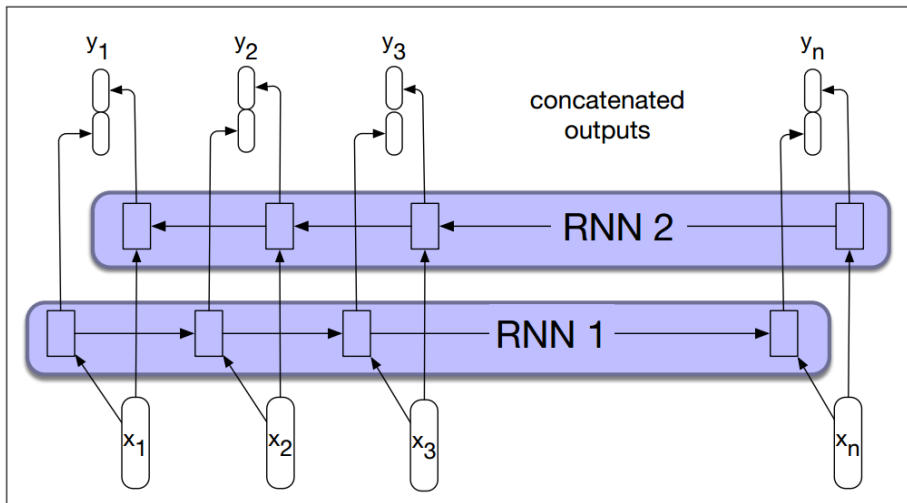 y1
y2
y3
yn
concatenated
outputs
RNN 2
RNN 1
x1
x2
x3
xn